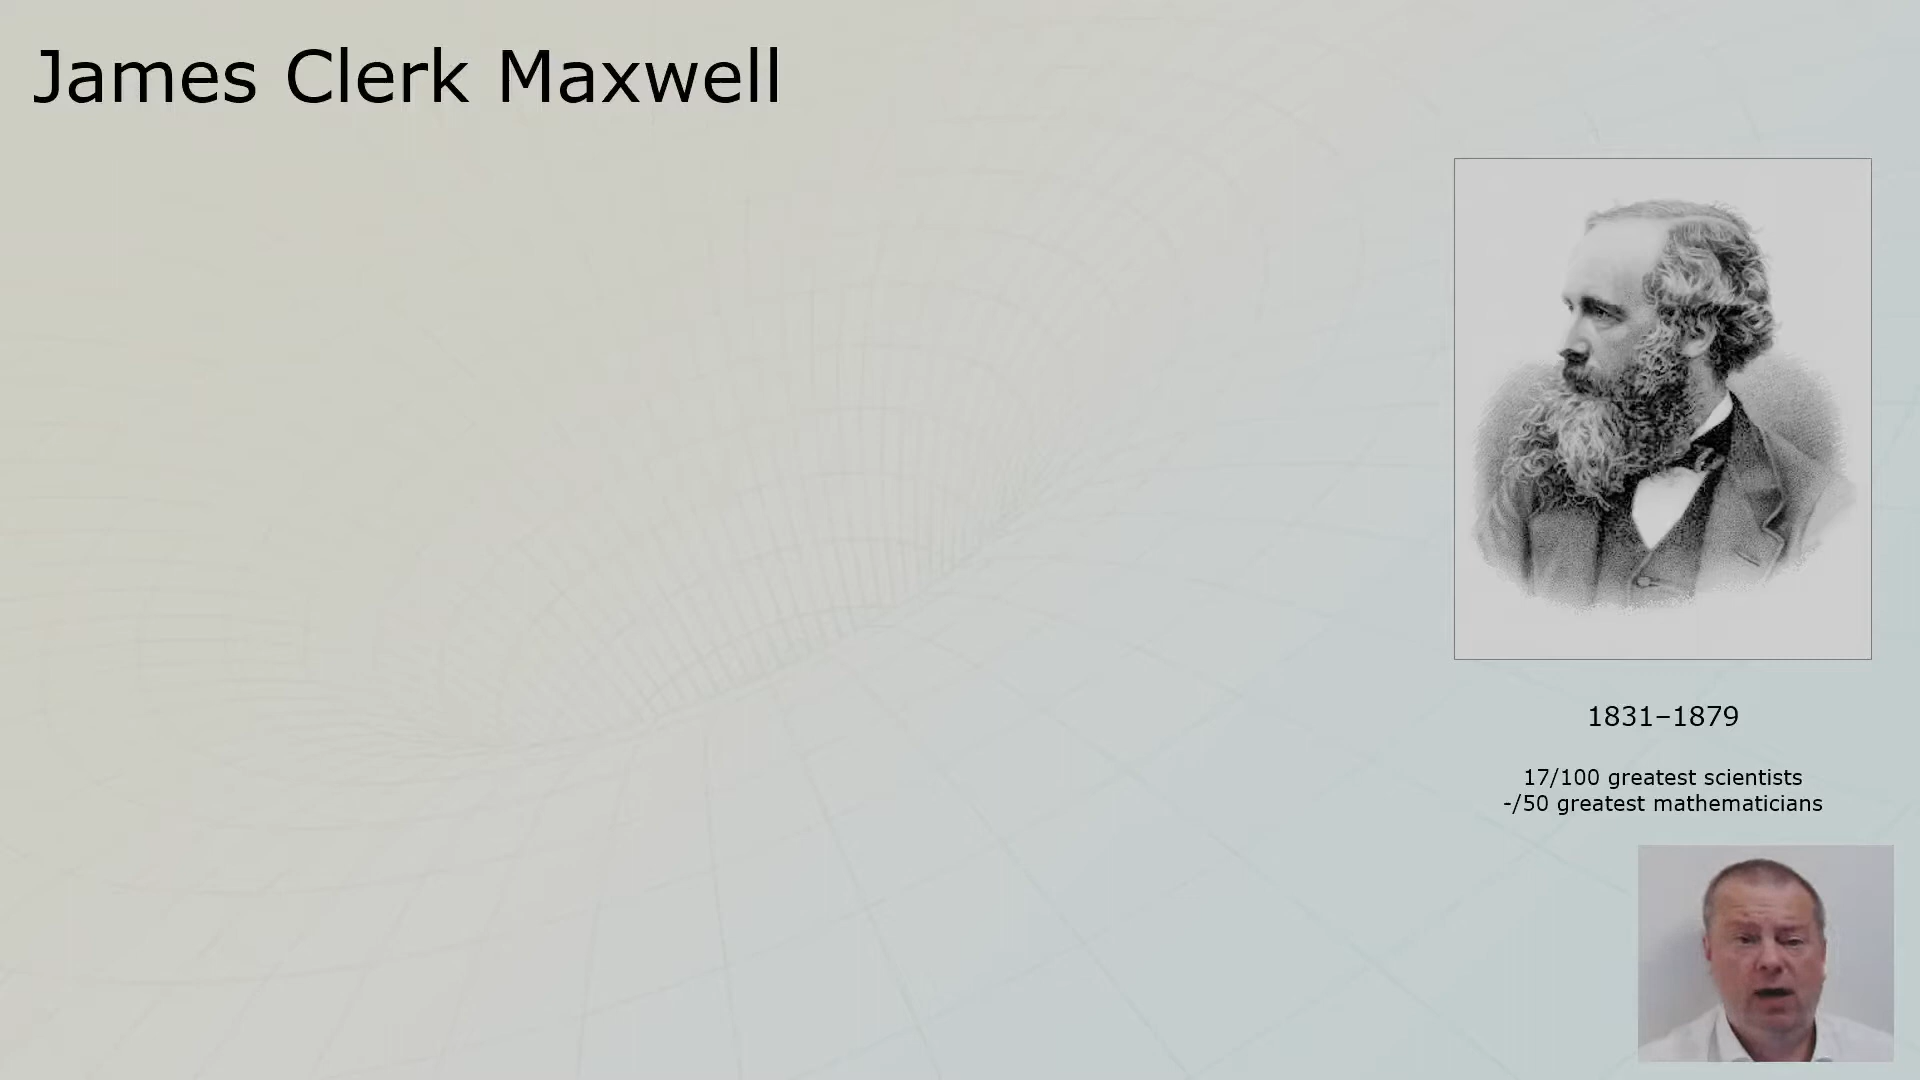 James Clerk Maxwell
1831–1879
17/100 greatest scientists
-/50 greatest mathematicians